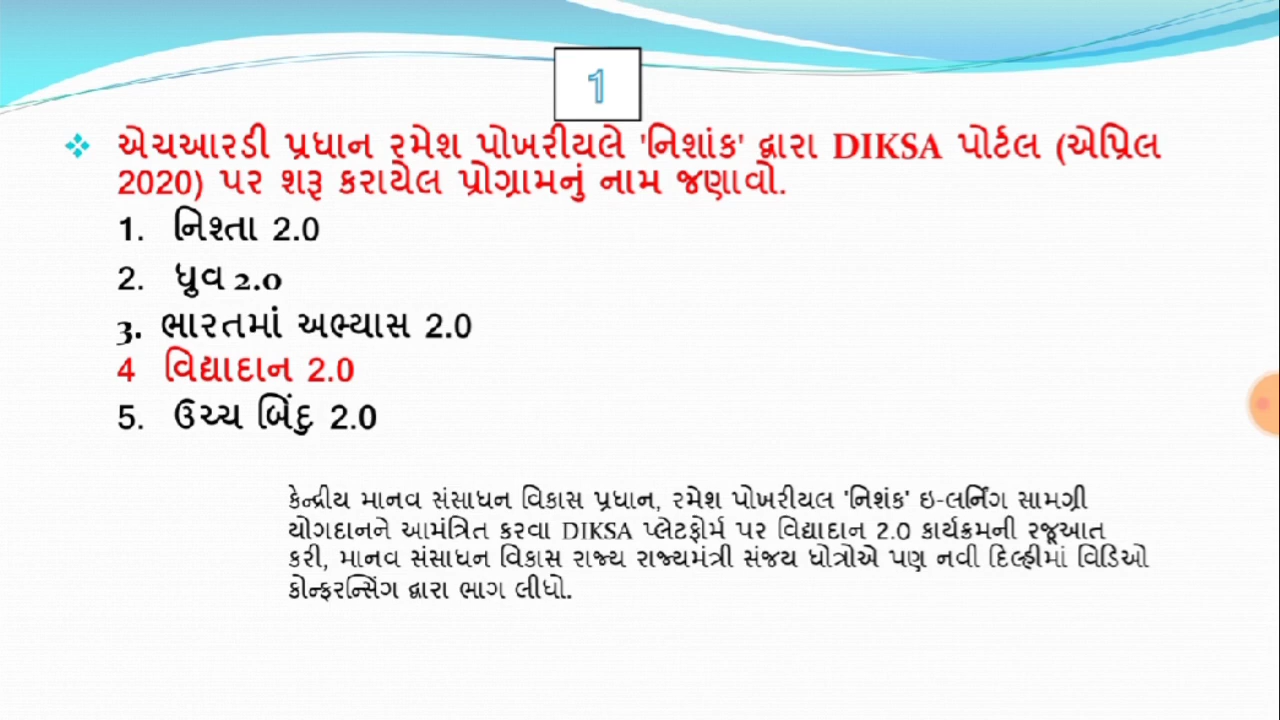 1
❖ એચઆરડી પ્રધાન રમેશ પોખરીયલે 'નિશાંક' દ્વારા DIKSA પોર્ટલ (એપ્રિલ
2020) પર શરૂ કરાયેલ પ્રોગ્રામનું નામ જણાવો.
1. નિશ્તા 2.0
2. ધ્રુવ 2.0
3. ભારતમાં અભ્યાસ 2.0
4 વિદ્યાદાન 2.0
5. ઉચ્ચ બિંદુ 2.0
કેન્દ્રીય માનવ સંસાધન વિકાસ પ્રધાન, રમેશ પોખરીયલ 'નિશંક' ઇ-લર્નિંગ સામગ્રી
યોગદાનને આમંત્રિત કરવા DIKSA પ્લેટફોર્મ પર વિદ્યાદાન 2.0 કાર્યક્રમની રજૂઆત
કરી, માનવ સંસાધન વિકાસ રાજ્ય રાજ્યમંત્રી સંજય ધોત્રોએ પણ નવી દિલ્હીમાં વિડિઓ
કોન્ફરન્સિંગ દ્વારા ભાગ લીધો.